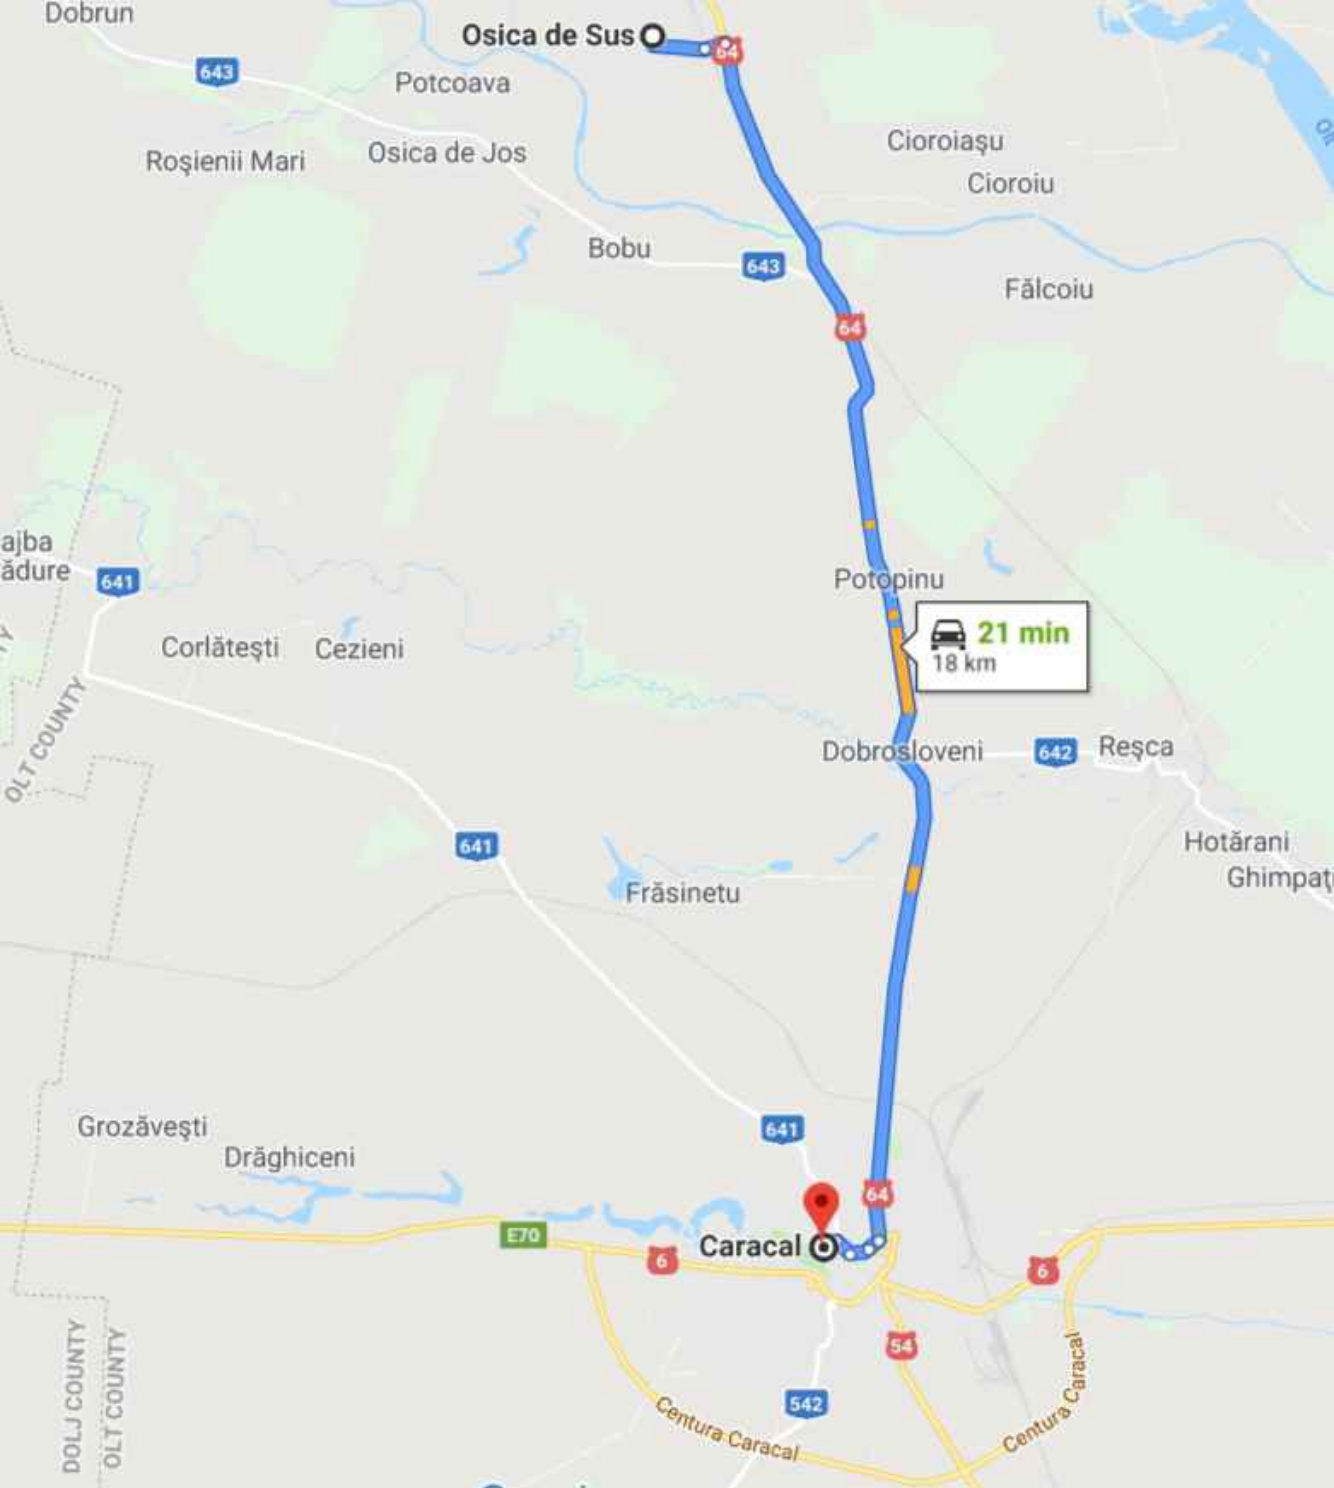 Dobrun
Osica de Sus
64
643
Potcoava
Cioroiaşu
Osica de Jos
Roşienii Mari
Cioroiu
Bobu
643
Fălcoiu
64
ajba
ădure
641
Potopinu
21 min
18 km
Corlăteşti
Cezieni
OLT COUNTY
Dobrosloveni
642
Reşca
641
Hotărani
Ghimpaţ
Frăsinetu
Grozăveşti
641
Drăghiceni
64
E70
Caracal
6
6
54
DOLJ COUNTY
OLT COUNTY
542
Centura Caracal
Centura Caracal